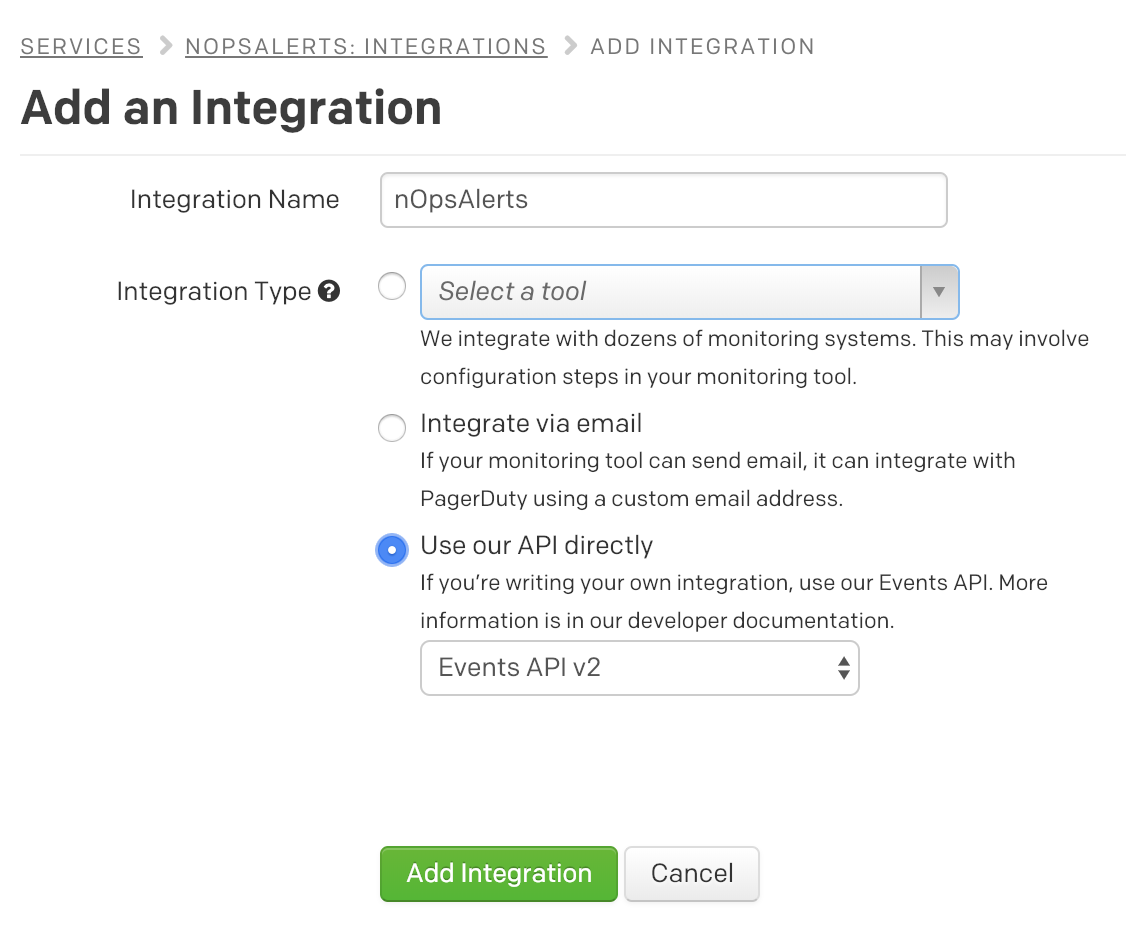 SERVICES > NOPSALERTS: INTEGRATIONS > ADD INTEGRATION
Add an Integration
Integration Name nOpsAlerts
Integration Type ? Select a tool
We integrate with dozens of monitoring systems. This may involve
configuration steps in your monitoring tool.
Integrate via email
If your monitoring tool can send email, it can integrate with
PagerDuty using a custom email address.
Use our API directly
If you’re writing your own integration, use our Events API. More
information is in our developer documentation.
Events API v2
Add Integration Cancel